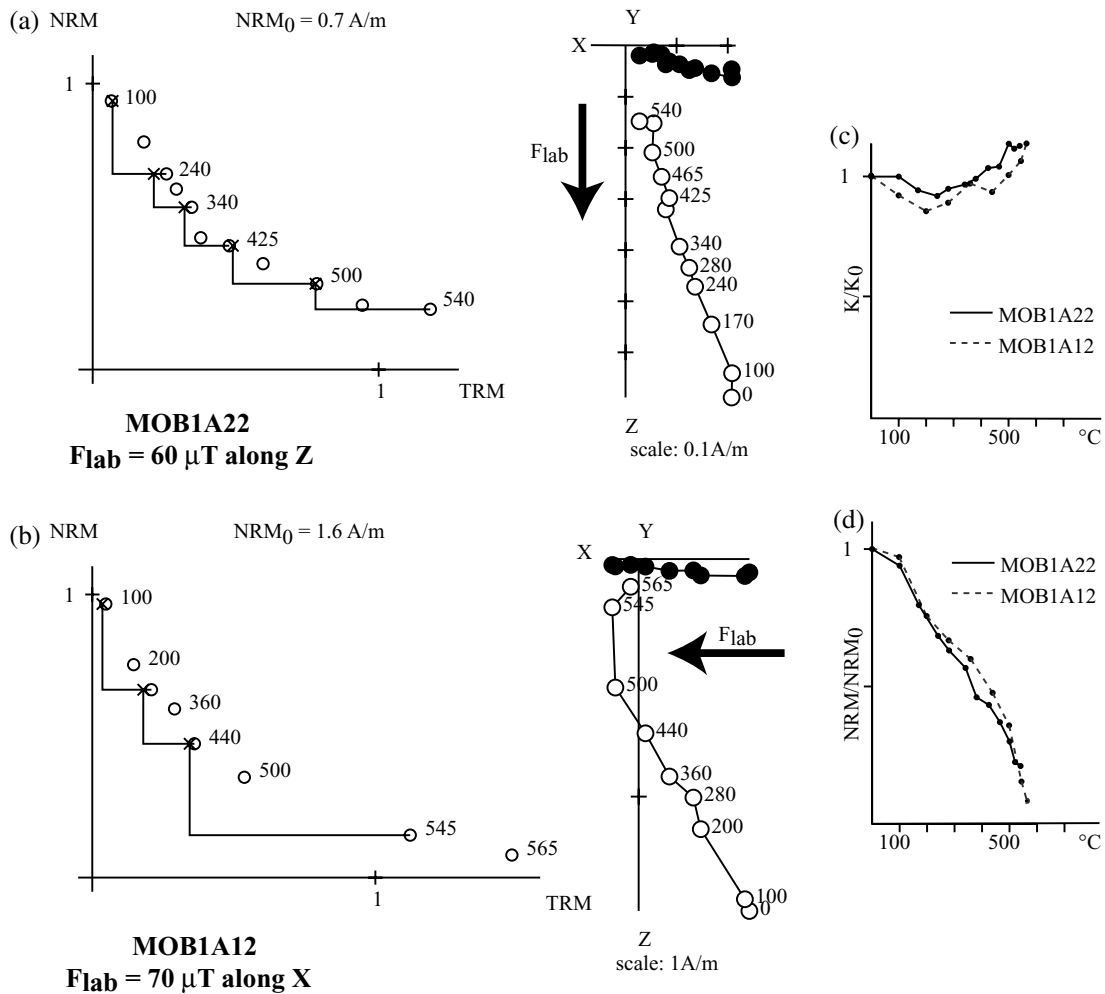 (a)
NRM
NRM0 = 0.7 A/m
1
100
240
340
425
500
540
1
TRM
MOB1A22
Flab = 60 μT along Z
Y
X
Flab
540
500
465
425
340
280
240
170
100
0
Z
scale: 0.1A/m
(c)
1
K/K0
MOB1A22
MOB1A12
100
500
°C
(b)
NRM
NRM0 = 1.6 A/m
1
100
200
360
440
500
545
565
1
TRM
MOB1A12
Flab = 70 μT along X
Y
X
565
545
Flab
500
440
360
280
200
100
0
Z
scale: 1A/m
(d)
1
NRM/NRM0
MOB1A22
MOB1A12
100
500
°C